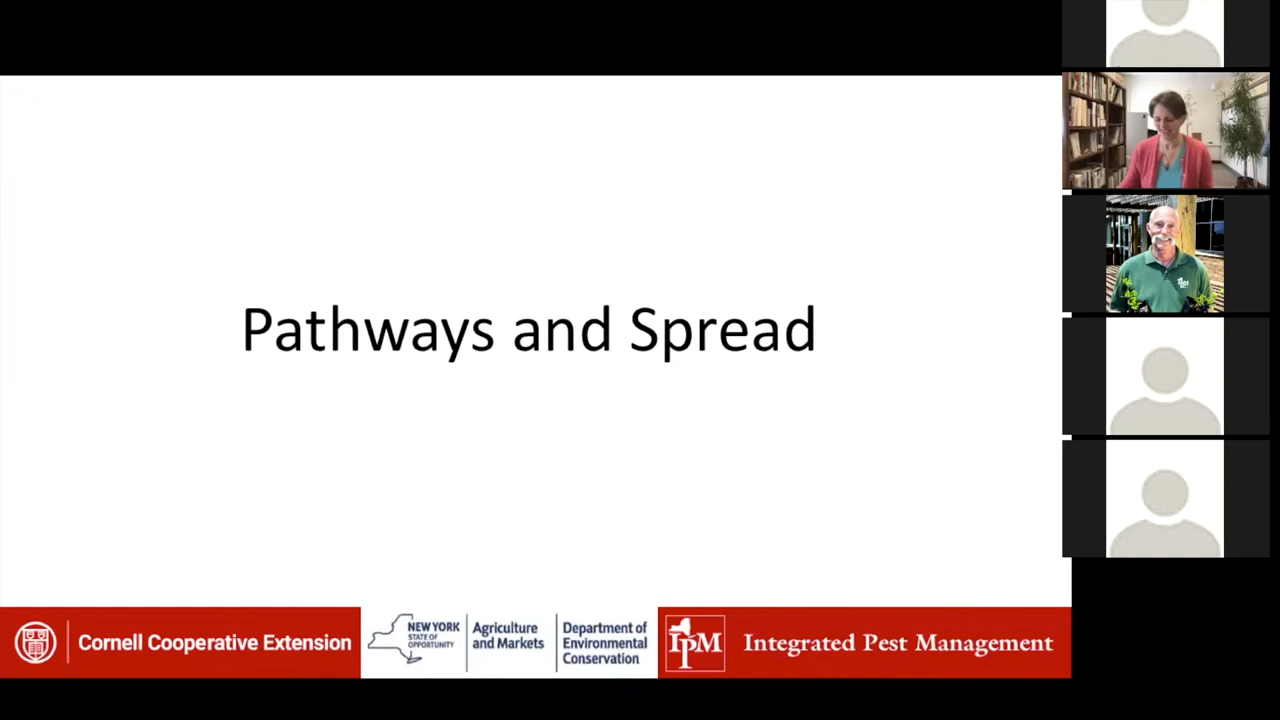 Pathways and Spread
Cornell Cooperative Extension
NEW YORK
STATE OF
OPPORTUNITY
Agriculture
and Markets
Department of
Environmental
Conservation
IPM
Integrated Pest Management